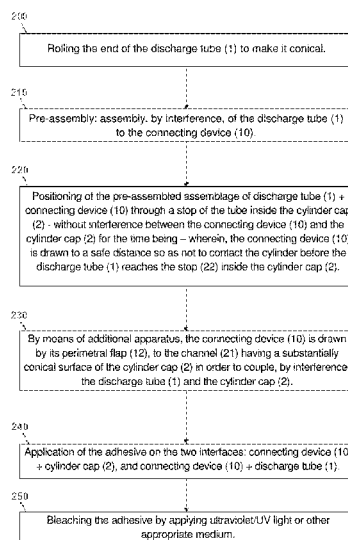 200
Rolling the end of the discharge tube (1) to make it conical.
210
Pre-assembly: assembly, by interference, of the discharge tube (1)
to the connecting device (10).
220
Positioning of the pre-assembled assemblage of discharge tube (1) +
connecting device (10) through a stop of the tube inside the cylinder cap
(2) - without interference between the connecting device (10) and the
cylinder cap (2) for the time being – wherein, the connecting device (10)
is drawn to a safe distance so as not to contact the cylinder before the
discharge tube (1) reaches the stop (22) inside the cylinder cap (2).
230
By means of additional apparatus, the connecting device (10) is drawn
by its perimetral flap (12), to the channel (21) having a substantially
conical surface of the cylinder cap (2) in order to couple, by interference
the discharge tube (1) and the cylinder cap (2).
240
Application of the adhesive on the two interfaces: connecting device (10
+ cylinder cap (2), and connecting device (10) + discharge tube (1).
250
Bleaching the adhesive by applying ultraviolet/UV light or other
appropriate medium.